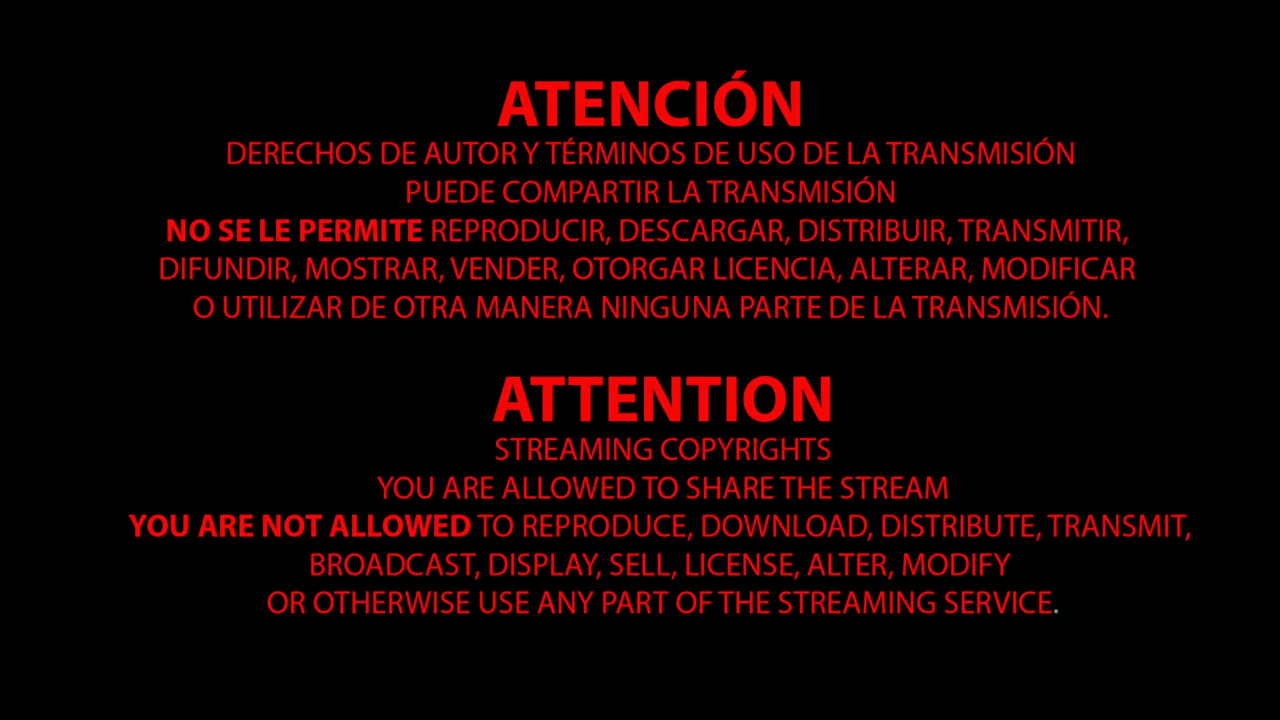 ATENCIÓN
DERECHOS DE AUTOR Y TÉRMINOS DE USO DE LA TRANSMISIÓN
PUEDE COMPARTIR LA TRANSMISIÓN
NO SE LE PERMITE REPRODUCIR, DESCARGAR, DISTRIBUIR, TRANSMITIR,
DIFUNDIR, MOSTRAR, VENDER, OTORGAR LICENCIA, ALTERAR, MODIFICAR
O UTILIZAR DE OTRA MANERA NINGUNA PARTE DE LA TRANSMISIÓN.
ATTENTION
STREAMING COPYRIGHTS
YOU ARE ALLOWED TO SHARE THE STREAM
YOU ARE NOT ALLOWED TO REPRODUCE, DOWNLOAD, DISTRIBUTE, TRANSMIT,
BROADCAST, DISPLAY, SELL, LICENSE, ALTER, MODIFY
OR OTHERWISE USE ANY PART OF THE STREAMING SERVICE.